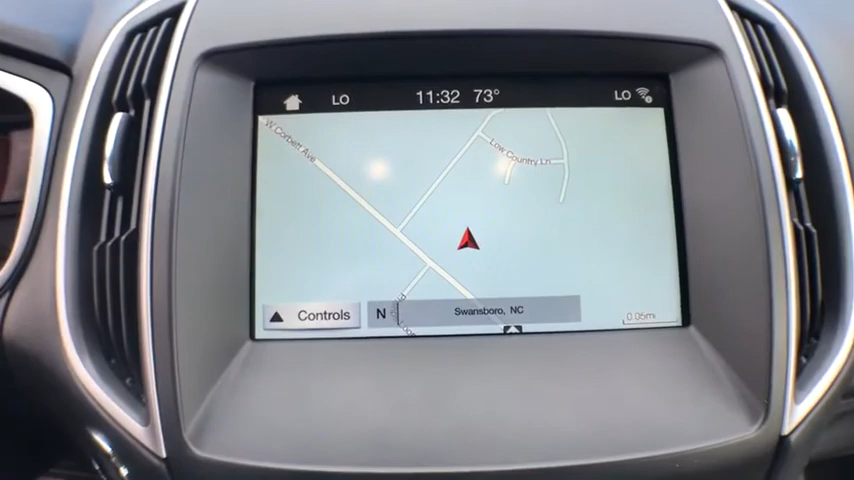 LO 11:32 73° LO
W Corbett Ave
Low Country Ln
Controls
N
Swansboro, NC
0.05mi